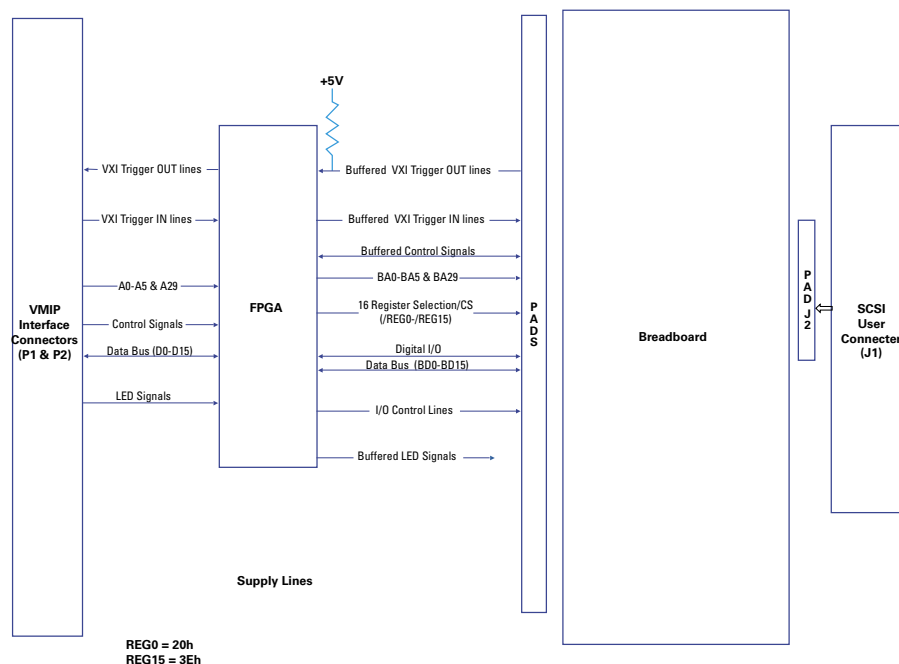 +5V
VXI Trigger OUT lines
Buffered VXI Trigger OUT lines
VXI Trigger IN lines
Buffered VXI Trigger IN lines
Buffered Control Signals
A0-A5 & A29
BA0-BA5 & BA29
VMIP
Interface
Connectors
(P1 & P2)
FPGA
16 Register Selection/CS
(/REG0-/REG15)
Control Signals
Data Bus (D0-D15)
Digital I/O
Data Bus (BD0-BD15)
LED Signals
I/O Control Lines
Buffered LED Signals
PADS
Breadboard
PAD J2
SCSI
User
Connecter
(J1)
Supply Lines
REG0 = 20h
REG15 = 3Eh